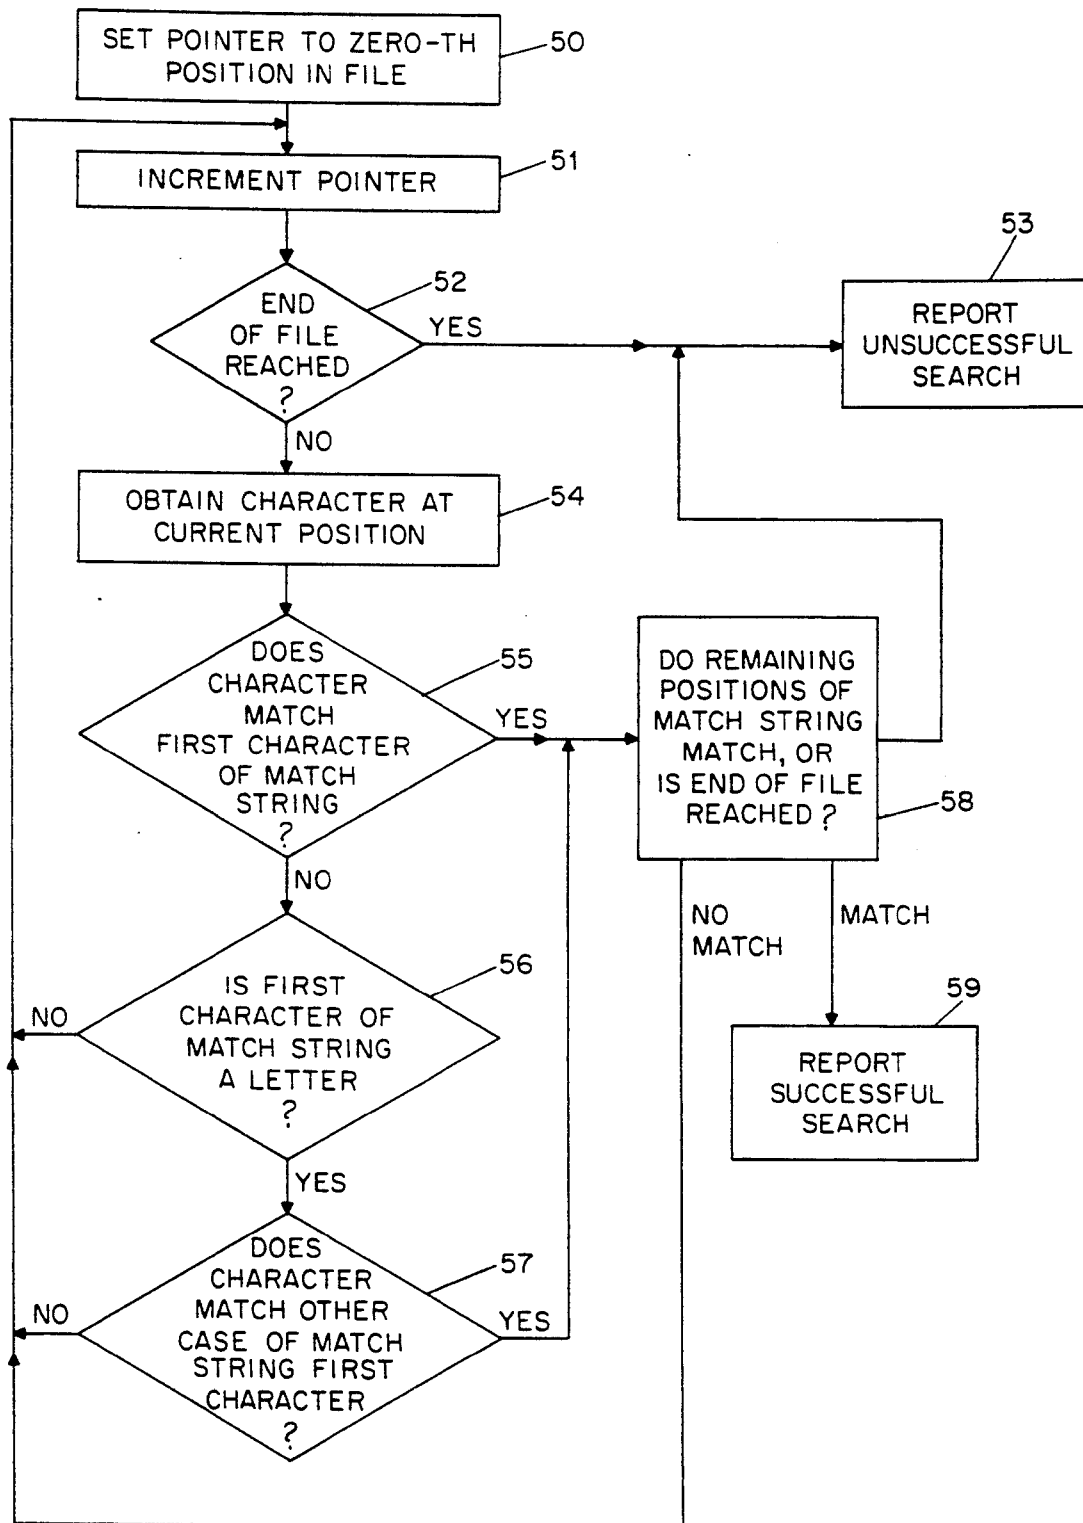 SET POINTER TO ZERO-TH
POSITION IN FILE
50
INCREMENT POINTER
51
END
OF FILE
REACHED
?
52
YES
NO
53
REPORT
UNSUCCESSFUL
SEARCH
OBTAIN CHARACTER AT
CURRENT POSITION
54
DOES
CHARACTER
MATCH
FIRST CHARACTER
OF MATCH
STRING
?
55
YES
NO
DO REMAINING
POSITIONS OF
MATCH STRING
MATCH, OR
IS END OF FILE
REACHED ?
58
NO
MATCH
MATCH
IS FIRST
CHARACTER OF
MATCH STRING
A LETTER
?
56
NO
YES
59
REPORT
SUCCESSFUL
SEARCH
DOES
CHARACTER
MATCH OTHER
CASE OF MATCH
STRING FIRST
CHARACTER
?
57
NO
YES